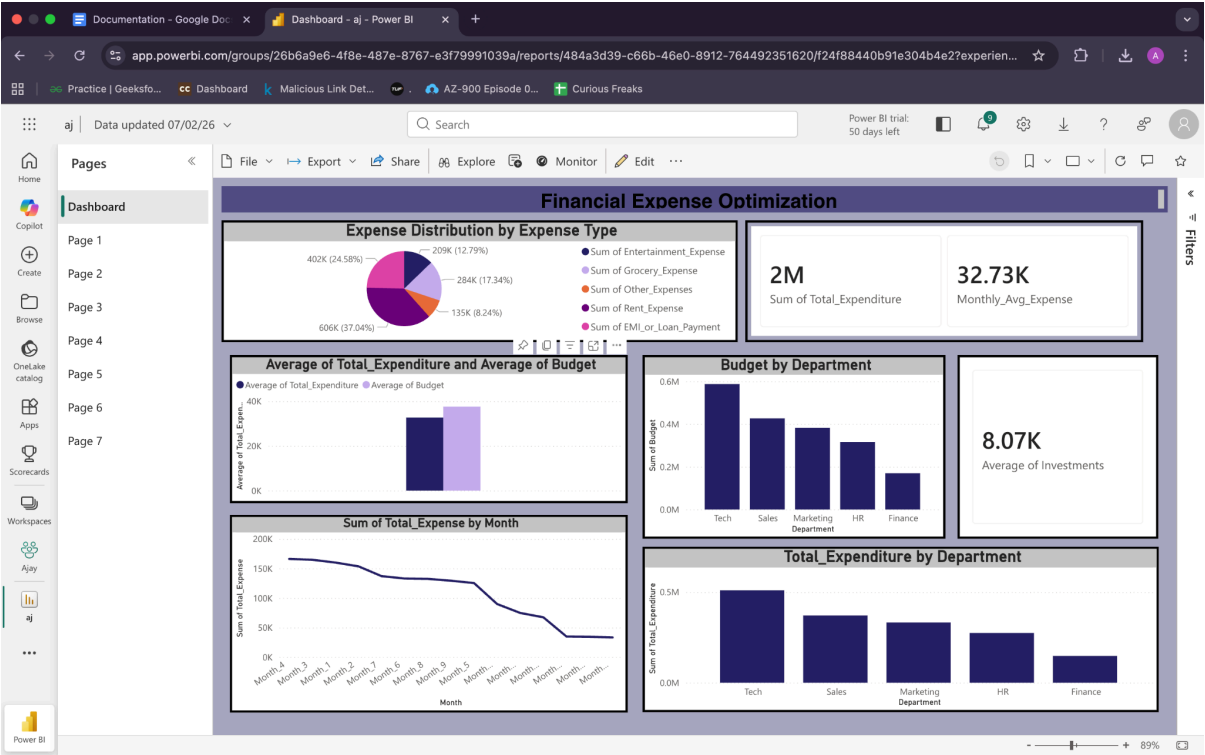 Documentation - Google Doc
Dashboard - aj - Power BI
app.powerbi.com/groups/26b6a9e6-4f8e-487e-8767-e3f79991039a/reports/484a3d39-c66b-46e0-8912-764492351620/f24f88440b91e304b4e2?experien...
A
Practice | Geeksfo...
CC Dashboard
Malicious Link Det...
TUF .
AZ-900 Episode 0...
Curious Freaks
aj
Data updated 07/02/26
Search
Power BI trial:
50 days left
9
Home
Copilot
Create
Browse
OneLake
catalog
Apps
Scorecards
Workspaces
Ajay
aj
Power BI
Pages
Dashboard
Page 1
Page 2
Page 3
Page 4
Page 5
Page 6
Page 7
File
Export
Share
Explore
Monitor
Edit
Filters
Financial Expense Optimization
Expense Distribution by Expense Type
209K (12.79%)
284K (17.34%)
135K (8.24%)
606K (37.04%)
402K (24.58%)
Sum of Entertainment_Expense
Sum of Grocery_Expense
Sum of Other_Expenses
Sum of Rent_Expense
Sum of EMI_or_Loan_Payment
2M
Sum of Total_Expenditure
32.73K
Monthly_Avg_Expense
Average of Total_Expenditure and Average of Budget
Average of Total_Expenditure
Average of Budget
Average of Total_Expen...
40K
20K
0K
Budget by Department
Sum of Budget
0.6M
0.4M
0.2M
0.0M
Tech
Sales
Marketing
HR
Finance
Department
8.07K
Average of Investments
Sum of Total_Expense by Month
Sum of Total_Expense
200K
150K
100K
50K
0K
Month_4
Month_3
Month_1
Month_2
Month_7
Month_6
Month_8
Month_9
Month_5
Month...
Month...
Month...
Month...
Month...
Month...
Month
Total_Expenditure by Department
Sum of Total_Expenditure
0.5M
0.0M
Tech
Sales
Marketing
HR
Finance
Department
89%